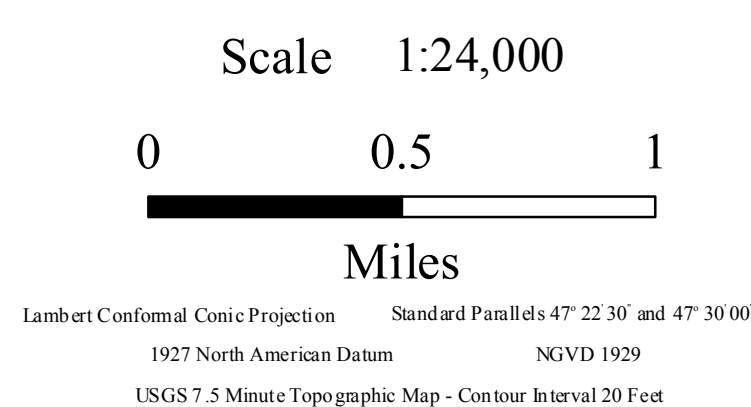 Scale 1:24,000
0 0.5 1
Miles
Lambert Conformal Conic Projection Standard Parallels 47° 22' 30" and 47° 30' 00"
1927 North American Datum NGVD 1929
USGS 7.5 Minute Topographic Map - Contour Interval 20 Feet